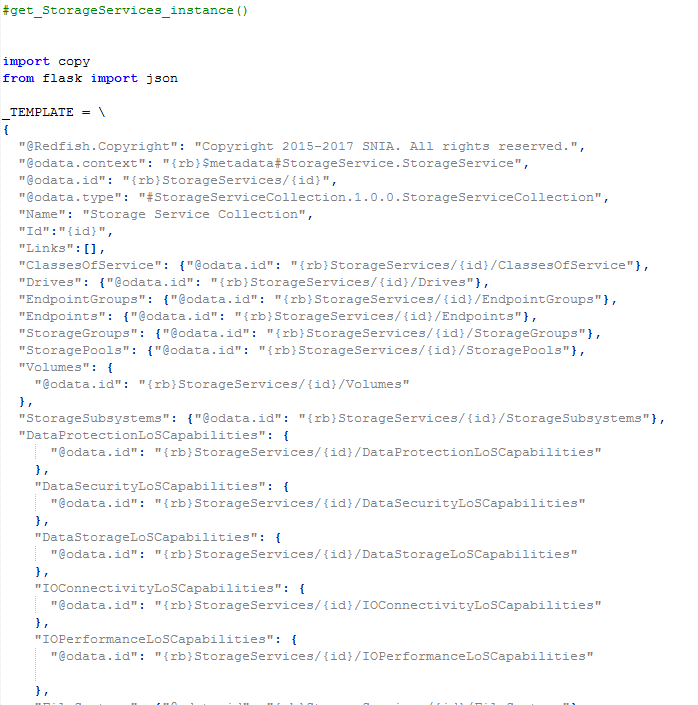 #get_StorageServices_instance()
import copy
from flask import json
_TEMPLATE = \
{
"@Redfish.Copyright": "Copyright 2015-2017 SNIA. All rights reserved.",
"@odata.context": "{rb}$metadata#StorageService.StorageService",
"@odata.id": "{rb}StorageServices/{id}",
"@odata.type": "#StorageServiceCollection.1.0.0.StorageServiceCollection",
"Name": "Storage Service Collection",
"Id":"{id}",
"Links":[],
"ClassesOfService": {"@odata.id": "{rb}StorageServices/{id}/ClassesOfService"},
"Drives": {"@odata.id": "{rb}StorageServices/{id}/Drives"},
"EndpointGroups": {"@odata.id": "{rb}StorageServices/{id}/EndpointGroups"},
"Endpoints": {"@odata.id": "{rb}StorageServices/{id}/Endpoints"},
"StorageGroups": {"@odata.id": "{rb}StorageServices/{id}/StorageGroups"},
"StoragePools": {"@odata.id": "{rb}StorageServices/{id}/StoragePools"},
"Volumes": {
"@odata.id": "{rb}StorageServices/{id}/Volumes"
},
"StorageSubsystems": {"@odata.id": "{rb}StorageServices/{id}/StorageSubsystems"},
"DataProtectionLoSCapabilities": {
"@odata.id": "{rb}StorageServices/{id}/DataProtectionLoSCapabilities"
},
"DataSecurityLoSCapabilities": {
"@odata.id": "{rb}StorageServices/{id}/DataSecurityLoSCapabilities"
},
"DataStorageLoSCapabilities": {
"@odata.id": "{rb}StorageServices/{id}/DataStorageLoSCapabilities"
},
"IOConnectivityLoSCapabilities": {
"@odata.id": "{rb}StorageServices/{id}/IOConnectivityLoSCapabilities"
},
"IOPerformanceLoSCapabilities": {
"@odata.id": "{rb}StorageServices/{id}/IOPerformanceLoSCapabilities"
},